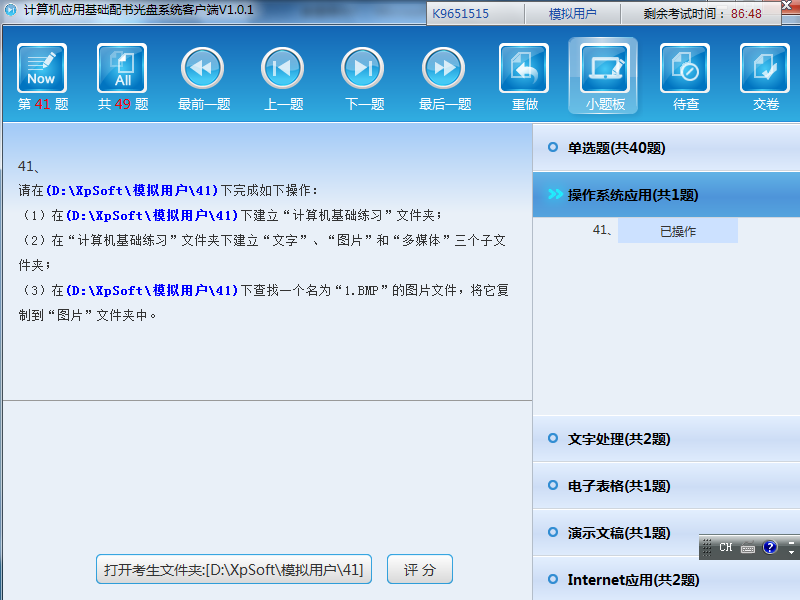 计算机应用基础配书光盘系统客户端V1.0.1
K9651515 模拟用户 剩余考试时间：86:48
Now All
第 41 题 共 49 题 最前一题 上一题 下一题 最后一题 重做 小题板 待查 交卷
41、
请在(D:\XpSoft\模拟用户\41)下完成如下操作：
（1）在(D:\XpSoft\模拟用户\41)下建立“计算机基础练习”文件夹；
（2）在“计算机基础练习”文件夹下建立“文字”、“图片”和“多媒体”三个子文
件夹；
（3）在(D:\XpSoft\模拟用户\41)下查找一个名为“1.BMP”的图片文件，将它复
制到“图片”文件夹中。
打开考生文件夹:[D:\XpSoft\模拟用户\41] 评 分
单选题(共40题)
操作系统应用(共1题)
41、 已操作
文字处理(共2题)
电子表格(共1题)
演示文稿(共1题)
CH ?
Internet应用(共2题)